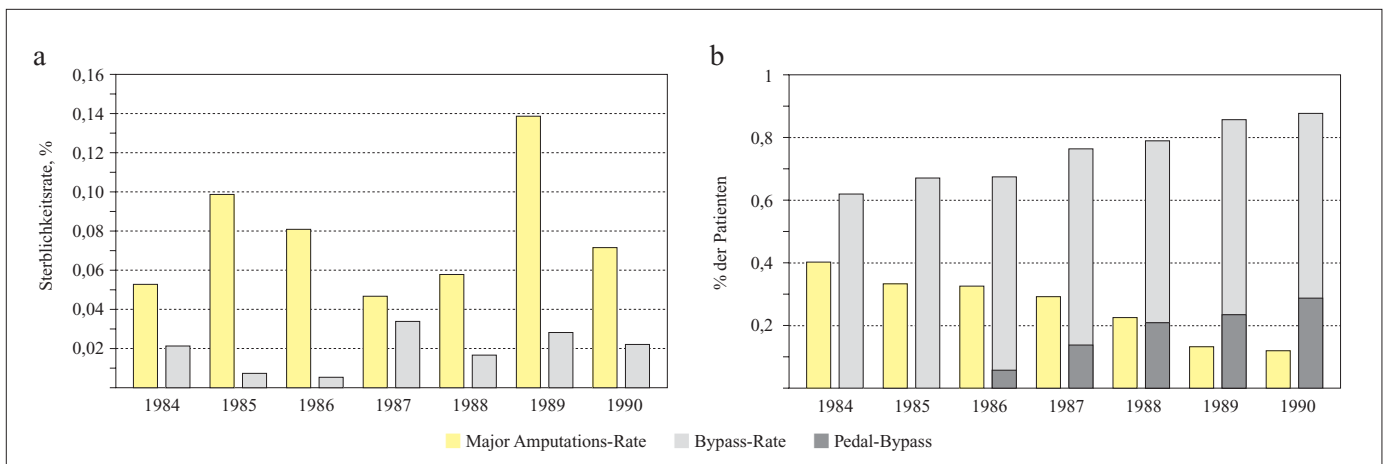 a
Sterblichkeitsrate, %
0,16
0,14
0,12
0,10
0,08
0,06
0,04
0,02
1984 1985 1986 1987 1988 1989 1990
b
% der Patienten
1
0,8
0,6
0,4
0,2
1984 1985 1986 1987 1988 1989 1990
Major Amputations-Rate Bypass-Rate Pedal-Bypass